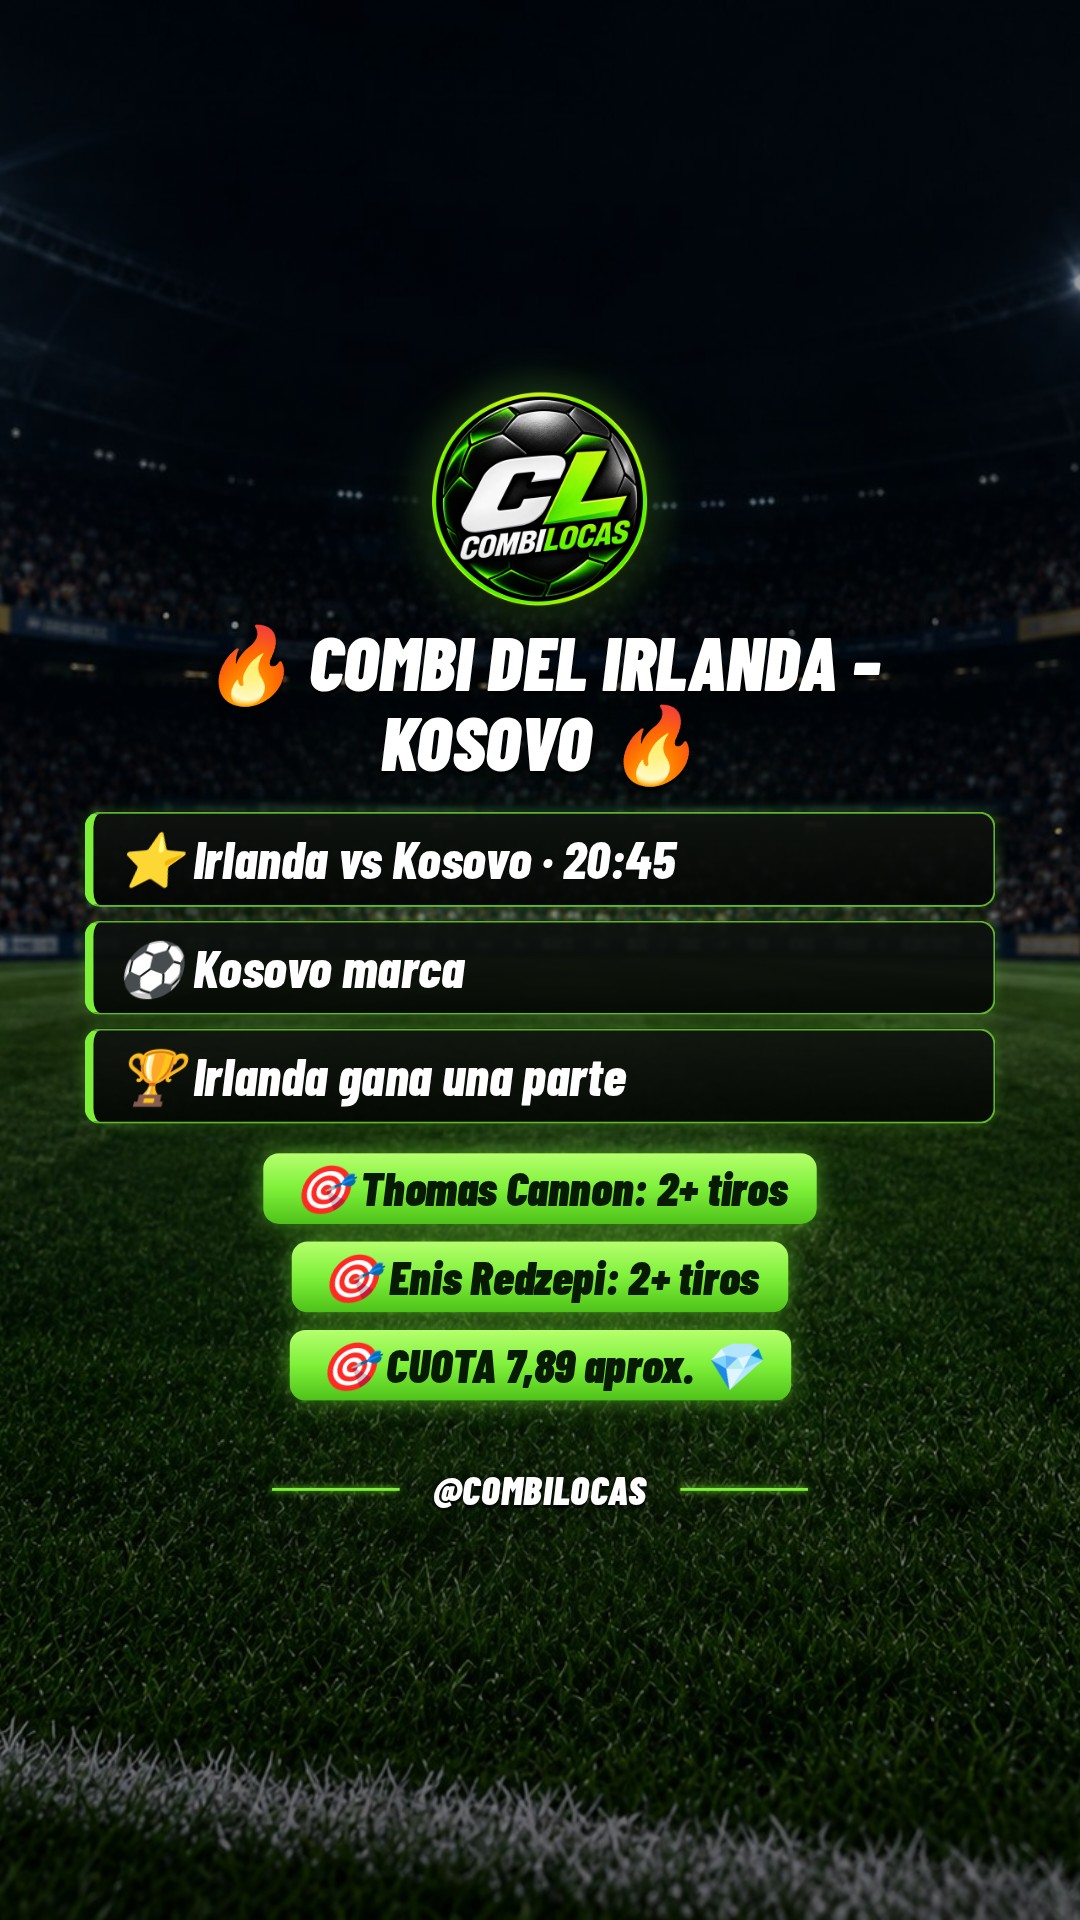 CL
COMBILOCAS
🔥 COMBI DEL IRLANDA -
KOSOVO 🔥
⭐ Irlanda vs Kosovo · 20:45
⚽ Kosovo marca
🏆 Irlanda gana una parte
🎯 Thomas Cannon: 2+ tiros
🎯 Enis Redzepi: 2+ tiros
🎯 CUOTA 7,89 aprox. 💎
@COMBILOCAS